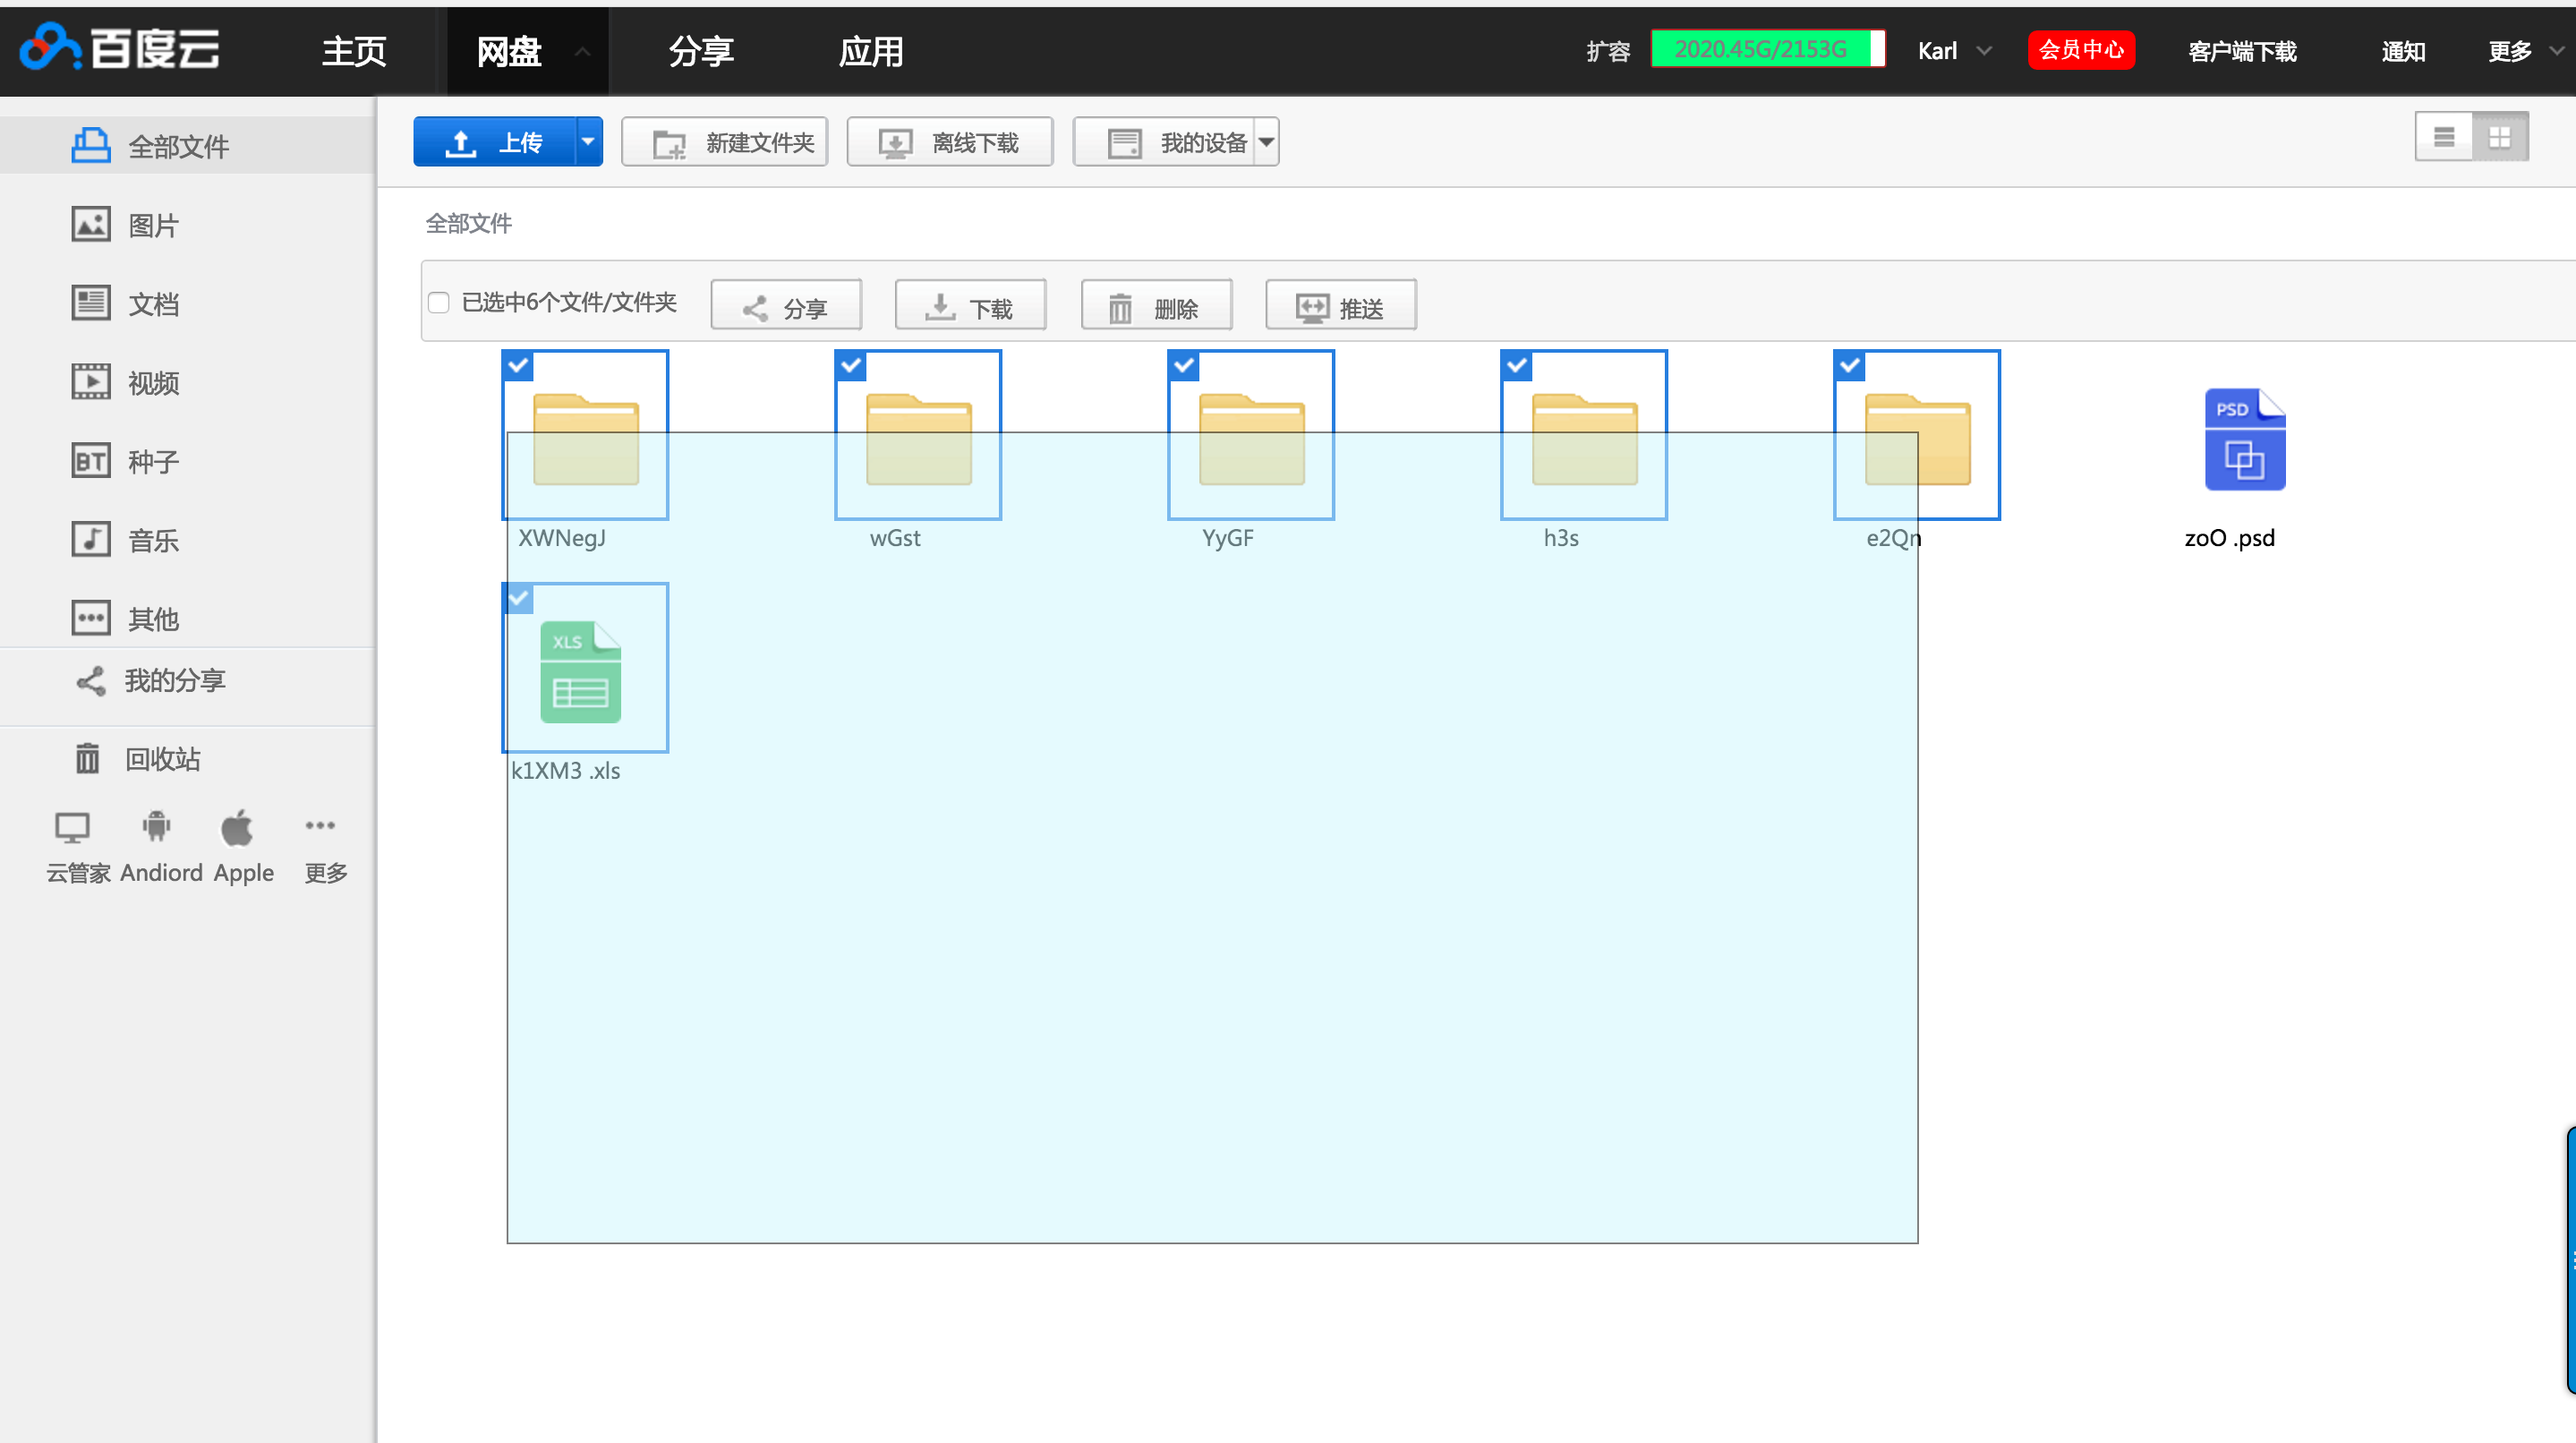 百度云 主页 网盘 分享 应用 扩容 2020.45G/2153G Karl 会员中心 客户端下载 通知 更多
全部文件
图片
文档
视频
BT 种子
音乐
其他
我的分享
回收站
云管家 Andiord Apple 更多
上传 新建文件夹 离线下载 我的设备
全部文件
已选中6个文件/文件夹 分享 下载 删除 推送
PSD
XWNegJ wGst YyGF h3s e2Qn zoO .psd
XLS
k1XM3 .xls